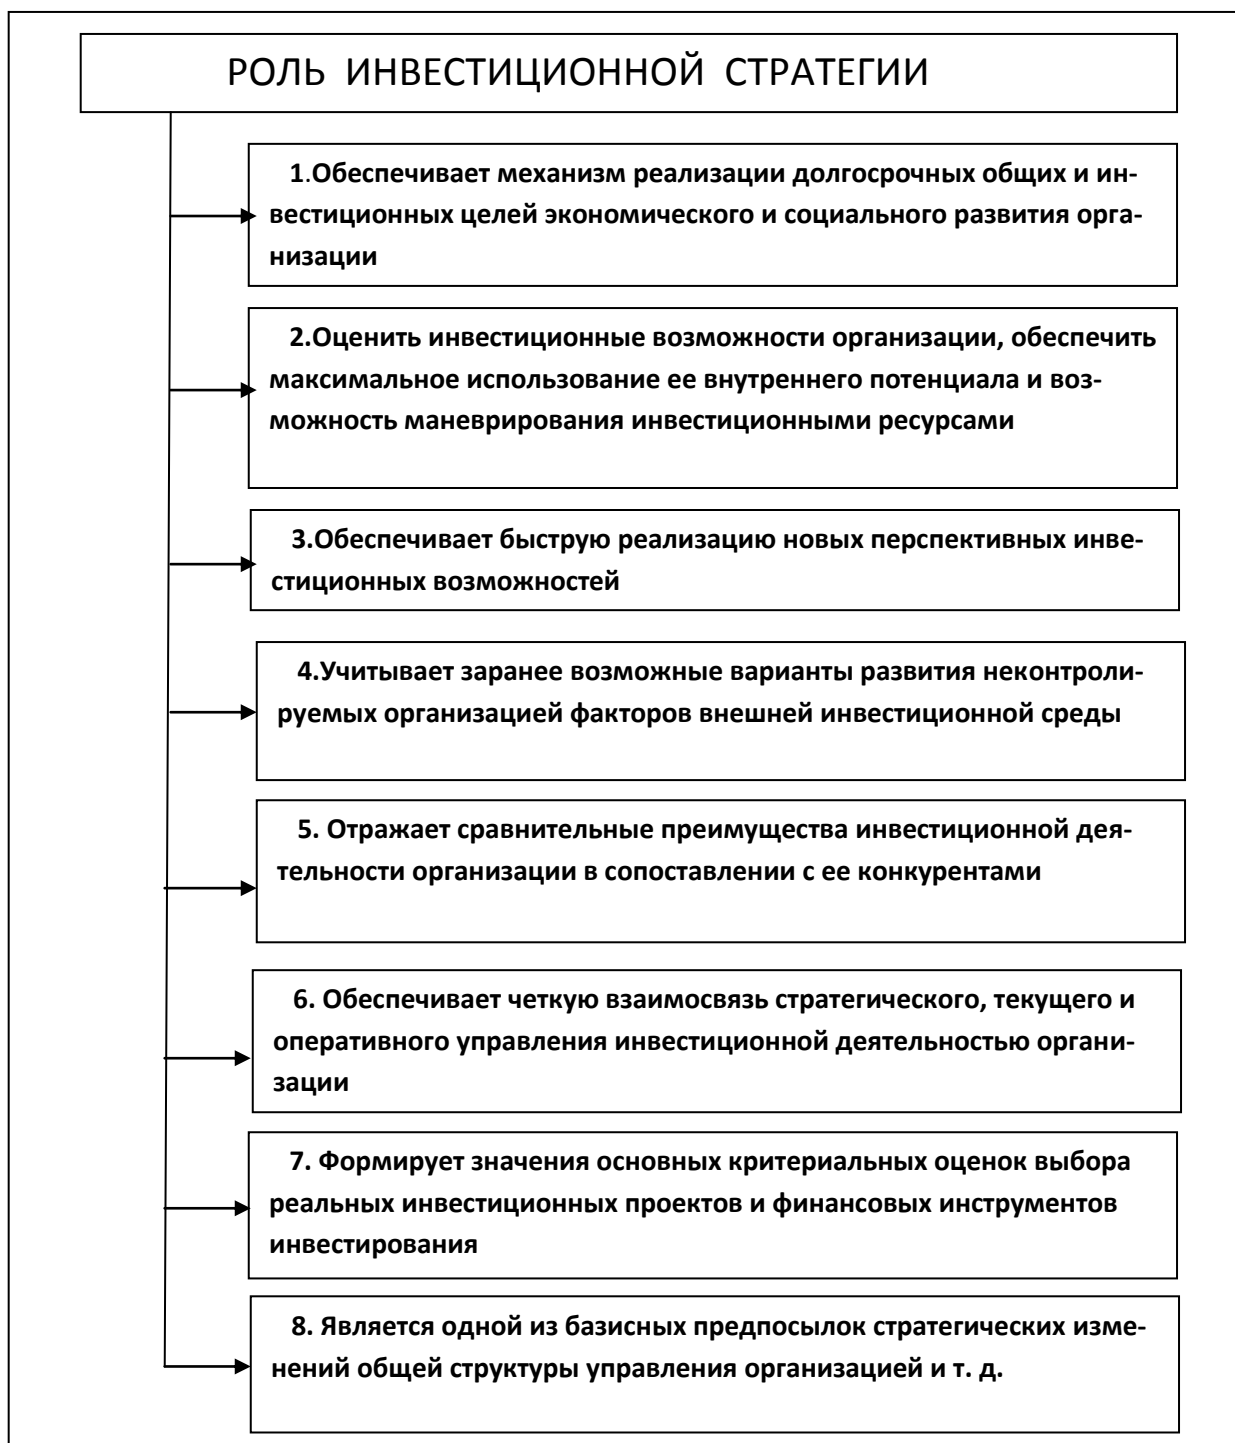 РОЛЬ ИНВЕСТИЦИОННОЙ СТРАТЕГИИ
1.Обеспечивает механизм реализации долгосрочных общих и ин-
вестиционных целей экономического и социального развития орга-
низации
2.Оценить инвестиционные возможности организации, обеспечить
максимальное использование ее внутреннего потенциала и воз-
можность маневрирования инвестиционными ресурсами
3.Обеспечивает быструю реализацию новых перспективных инве-
стиционных возможностей
4.Учитывает заранее возможные варианты развития неконтроли-
руемых организацией факторов внешней инвестиционной среды
5. Отражает сравнительные преимущества инвестиционной дея-
тельности организации в сопоставлении с ее конкурентами
6. Обеспечивает четкую взаимосвязь стратегического, текущего и
оперативного управления инвестиционной деятельностью органи-
зации
7. Формирует значения основных критериальных оценок выбора
реальных инвестиционных проектов и финансовых инструментов
инвестирования
8. Является одной из базисных предпосылок стратегических изме-
нений общей структуры управления организацией и т. д.